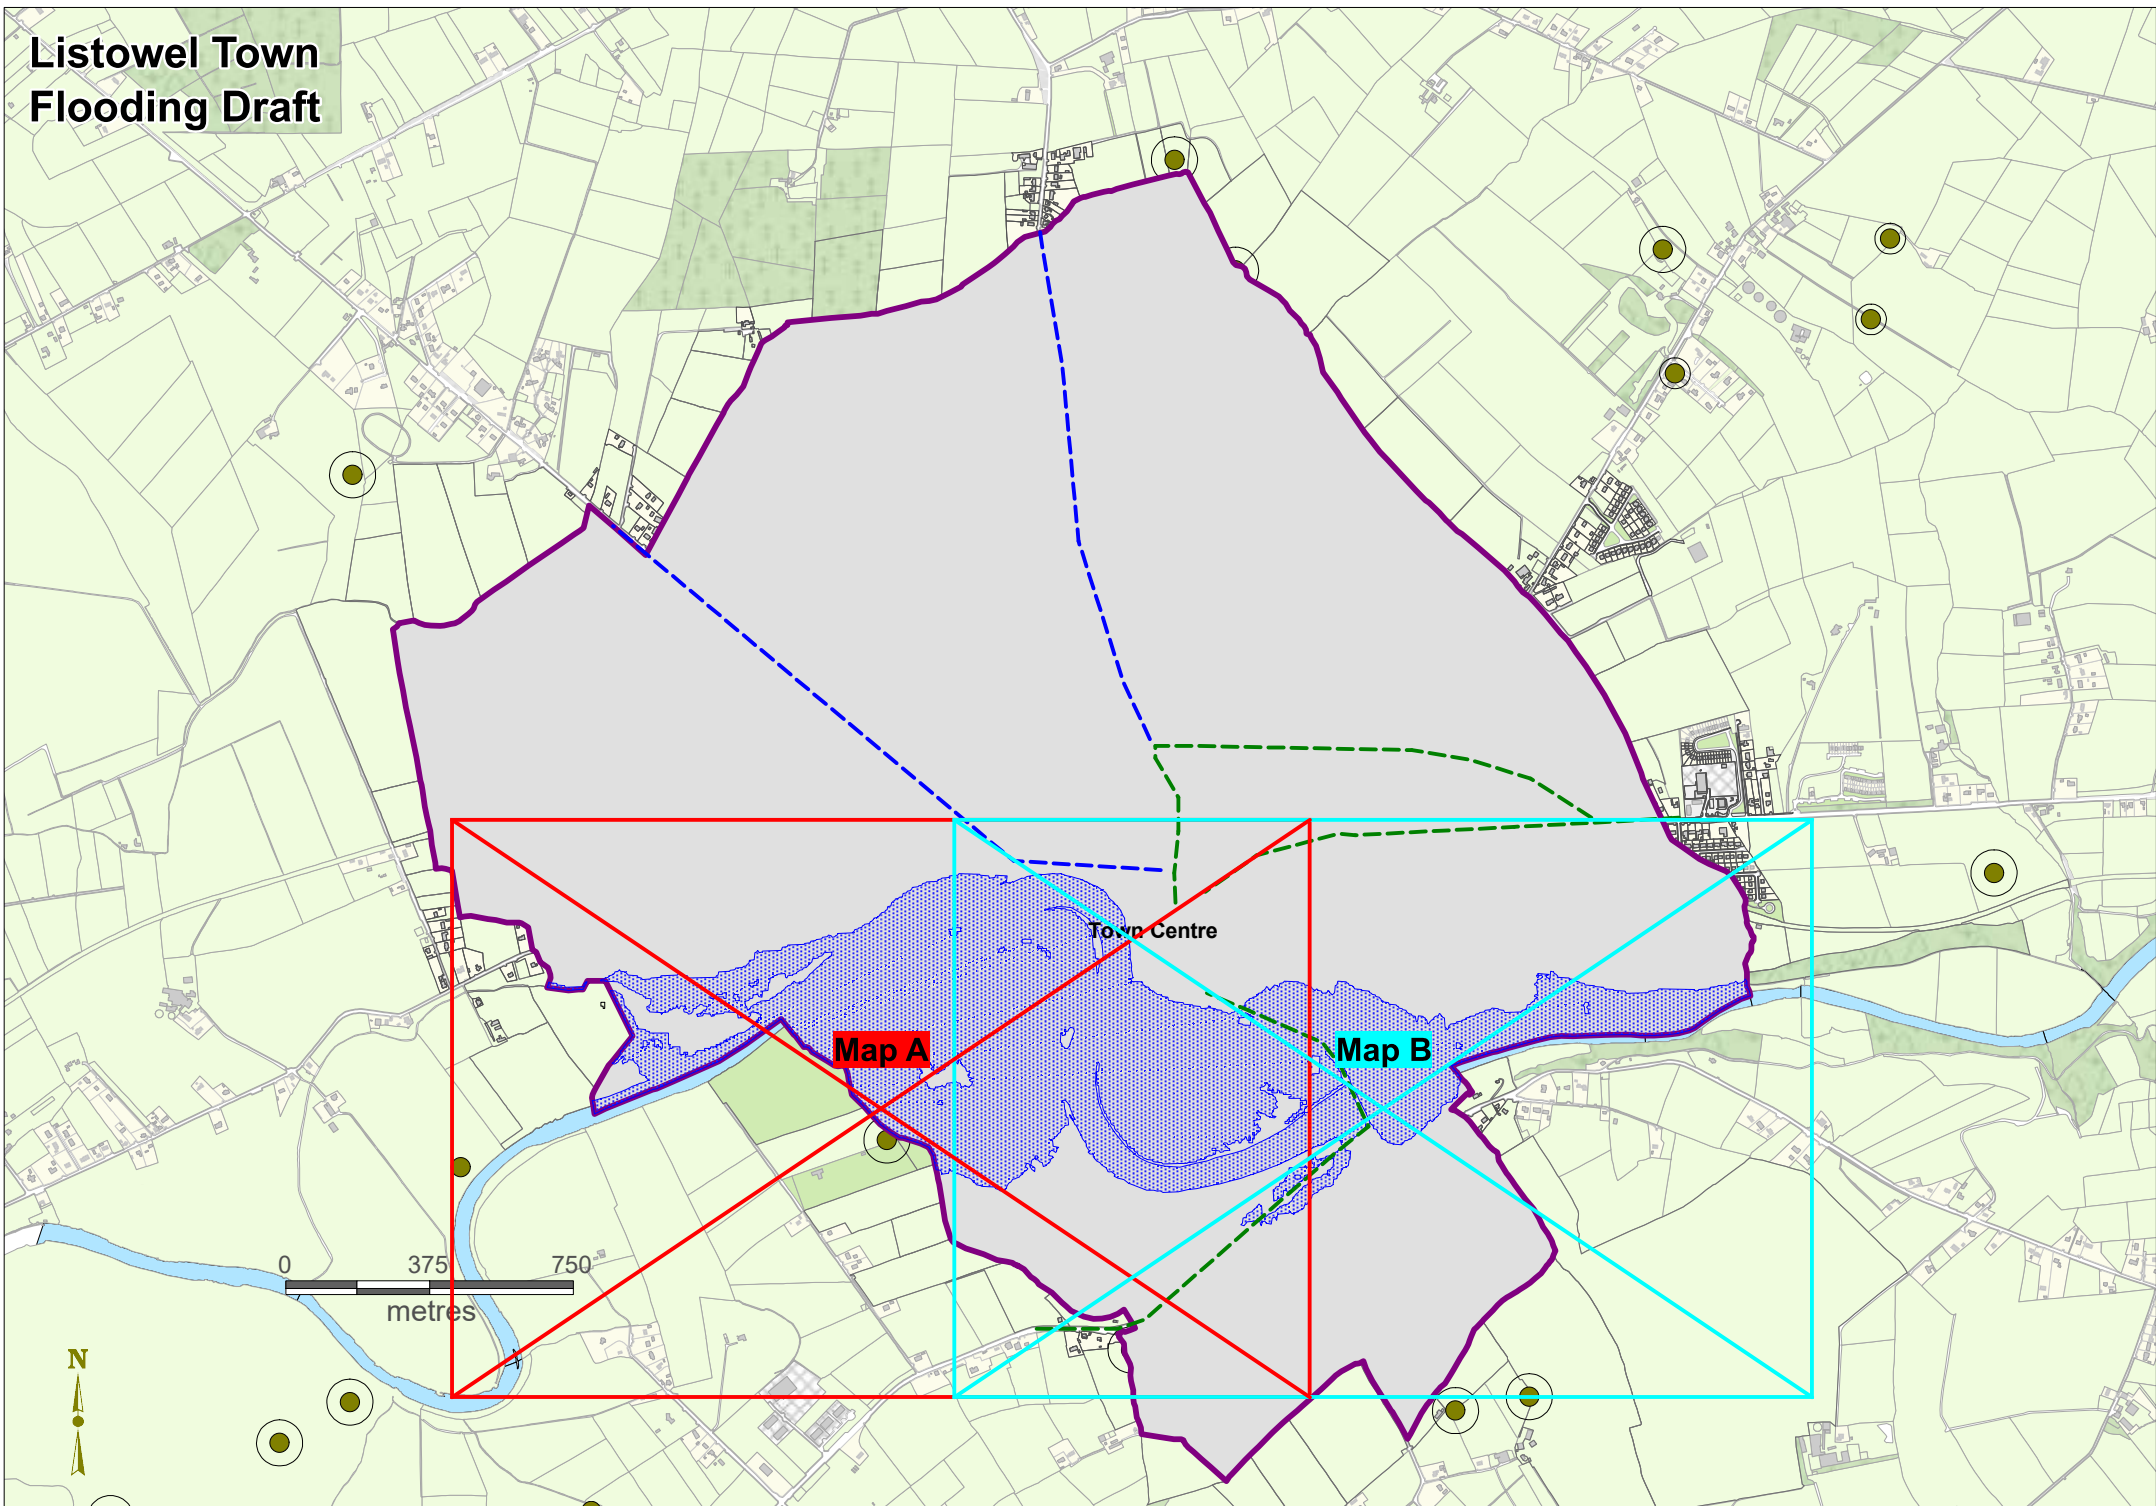 Listowel Town
Flooding Draft
Town Centre
Map A
Map B
0 375 750
metres
N